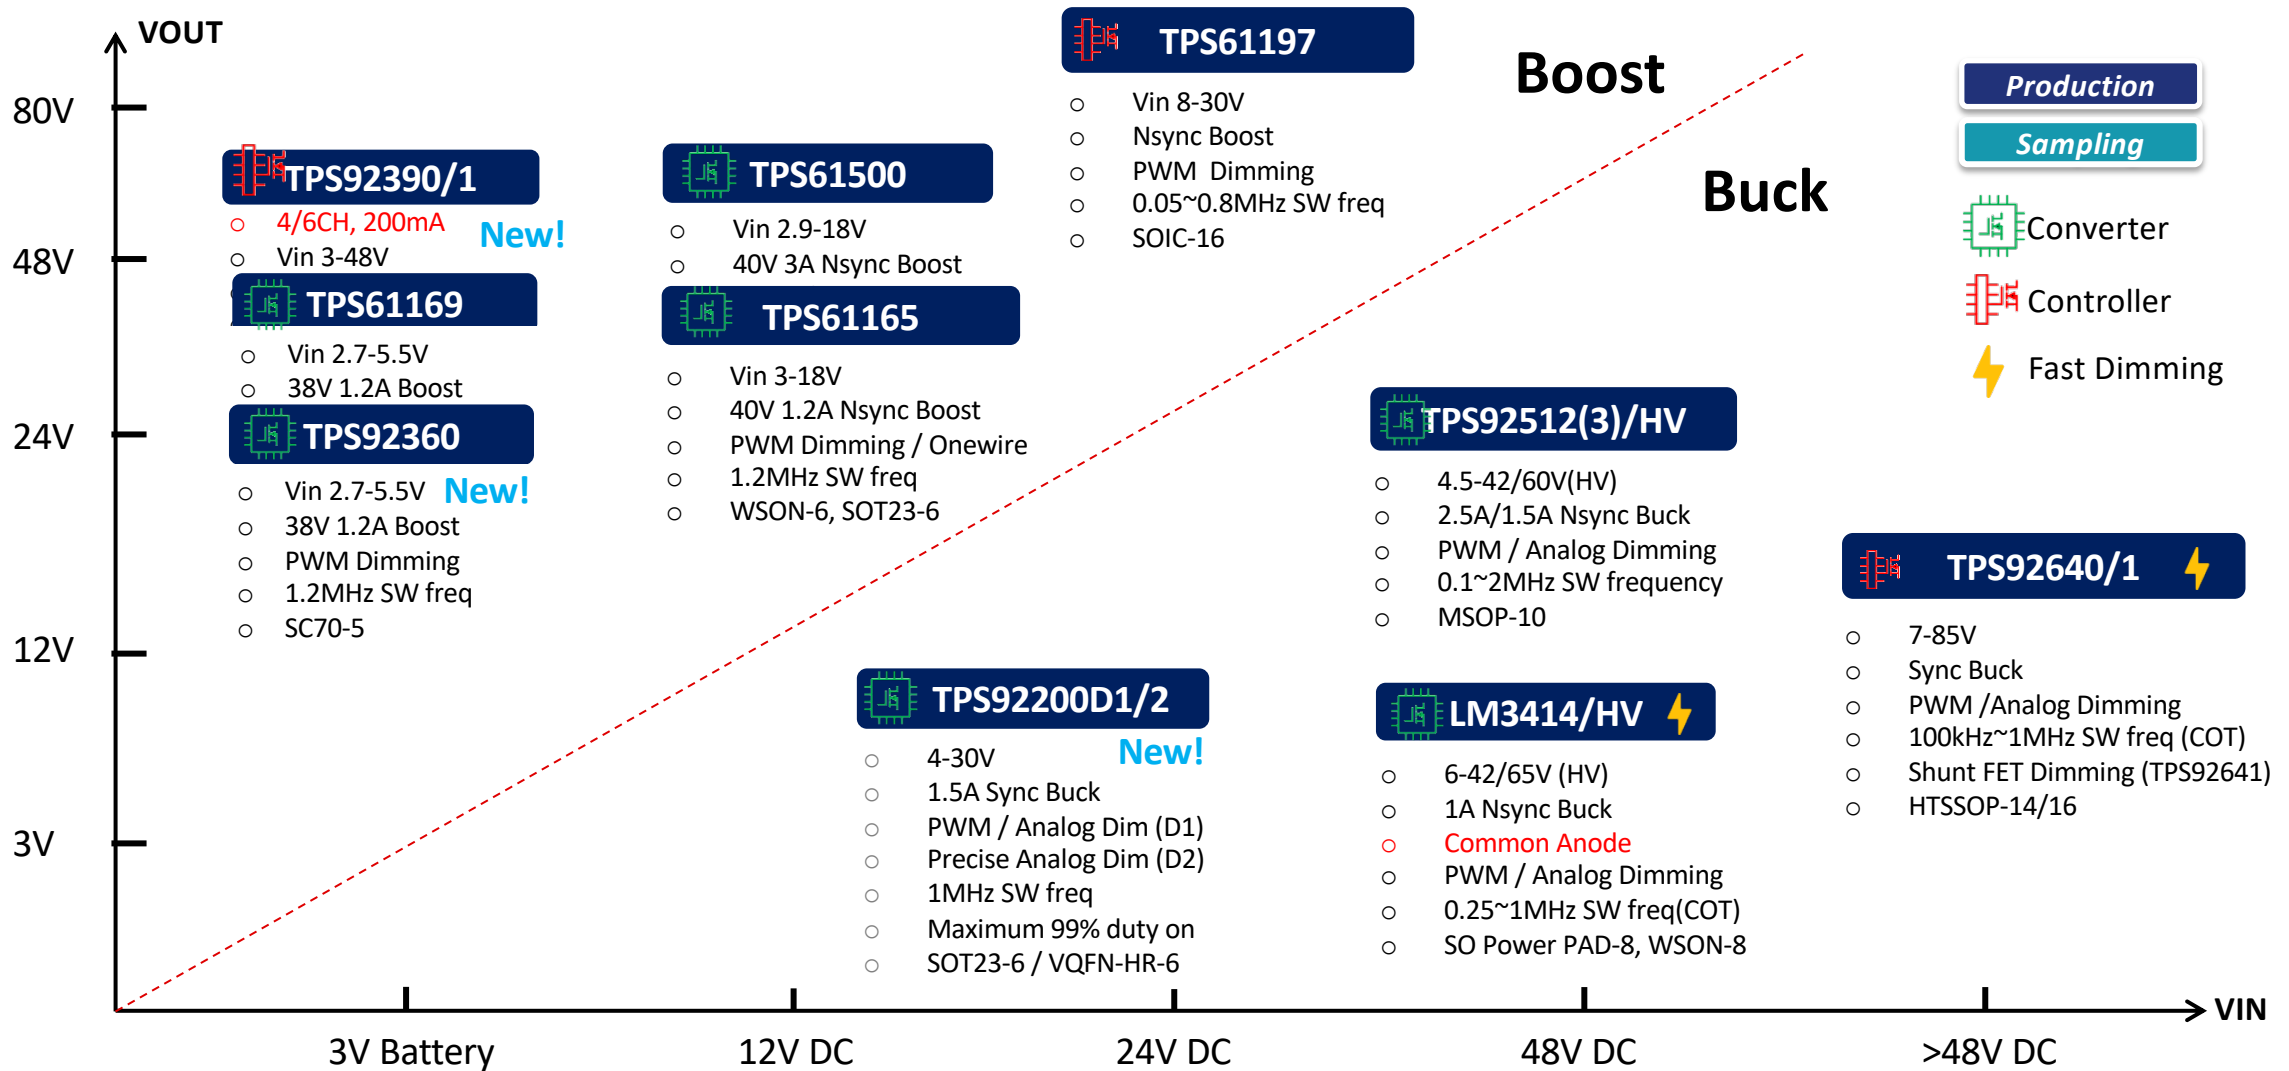 VOUT
80V
48V
24V
12V
3V
TPS92390/1
4/6CH, 200mA
New!
Vin 3-48V
TPS61169
Vin 2.7-5.5V
38V 1.2A Boost
TPS92360
Vin 2.7-5.5V
New!
38V 1.2A Boost
PWM Dimming
1.2MHz SW freq
SC70-5
TPS61500
Vin 2.9-18V
40V 3A Nsync Boost
TPS61165
Vin 3-18V
40V 1.2A Nsync Boost
PWM Dimming / Onewire
1.2MHz SW freq
WSON-6, SOT23-6
TPS61197
Vin 8-30V
Nsync Boost
PWM  Dimming
0.05~0.8MHz SW freq
SOIC-16
Boost
Buck
Production
Sampling
Converter
Controller
Fast Dimming
TPS92200D1/2
New!
4-30V
1.5A Sync Buck
PWM / Analog Dim (D1)
Precise Analog Dim (D2)
1MHz SW freq
Maximum 99% duty on
SOT23-6 / VQFN-HR-6
TPS92512(3)/HV
4.5-42/60V(HV)
2.5A/1.5A Nsync Buck
PWM / Analog Dimming
0.1~2MHz SW frequency
MSOP-10
LM3414/HV
6-42/65V (HV)
1A Nsync Buck
Common Anode
PWM / Analog Dimming
0.25~1MHz SW freq(COT)
SO Power PAD-8, WSON-8
TPS92640/1
7-85V
Sync Buck
PWM /Analog Dimming
100kHz~1MHz SW freq (COT)
Shunt FET Dimming (TPS92641)
HTSSOP-14/16
VIN
3V Battery
12V DC
24V DC
48V DC
>48V DC